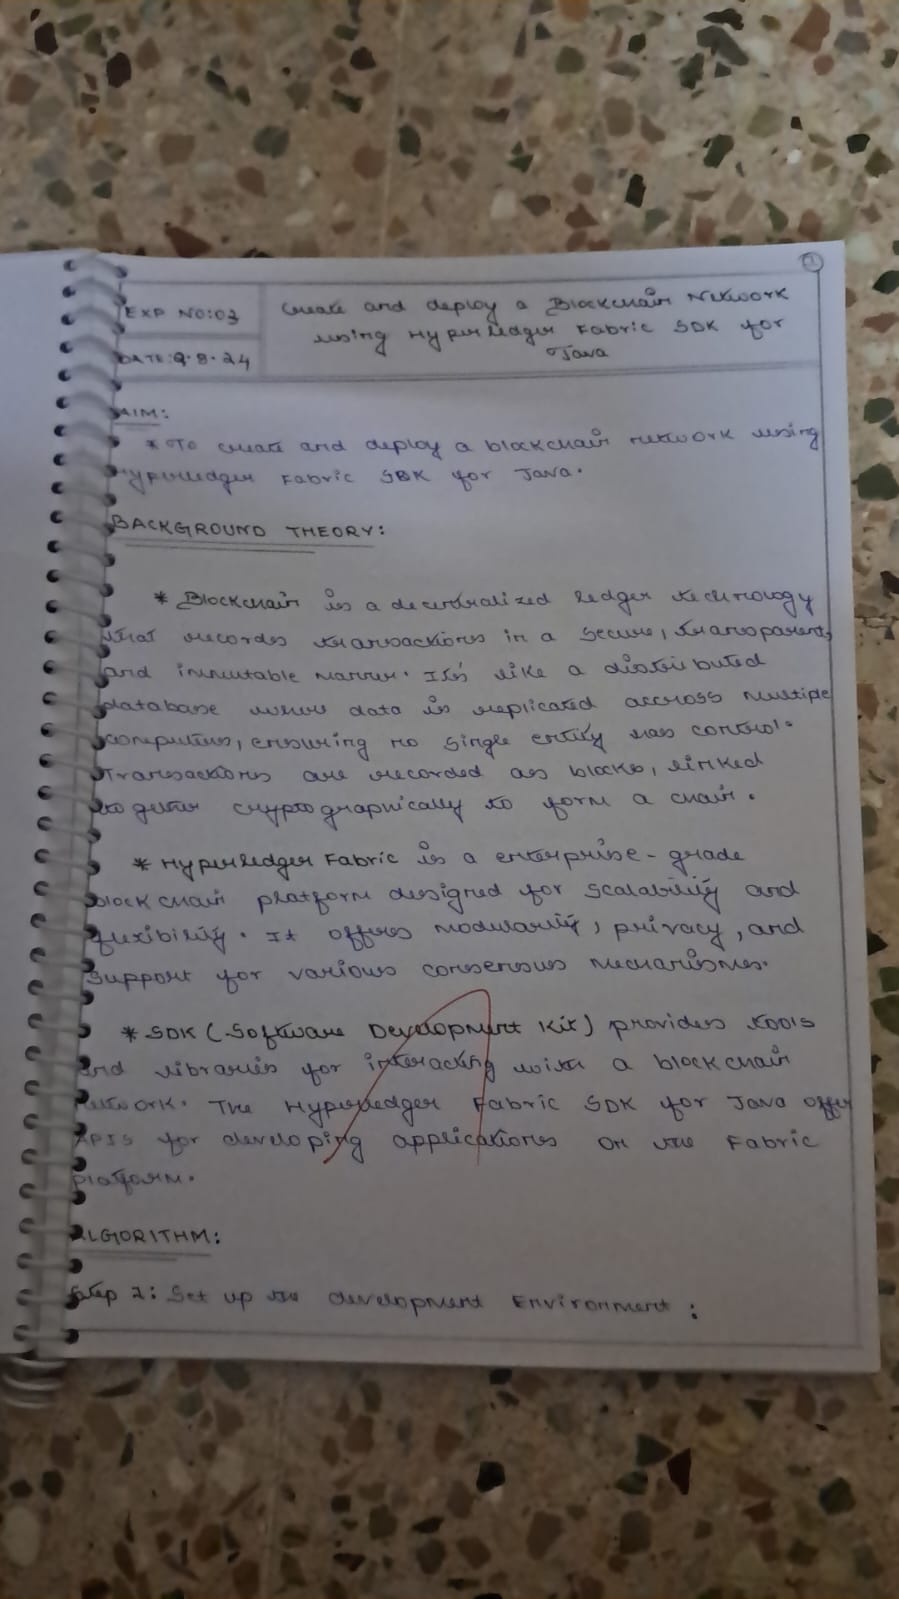 1
EXP NO:03
Create and deploy a Blockchain Network
using Hyperledger Fabric SDK for
Java
DATE:9.8.24
AIM:
* To create and deploy a blockchain network using
Hyperledger Fabric SBK for Java.
BACKGROUND THEORY:
* Blockchain is a decentralized ledger technology
that records transactions in a secure, transparent,
and immutable manner. It's like a distributed
database where data is replicated accross multiple
computers, ensuring no single entity has control.
Transactions are recorded as blocks, linked
together cryptographically to form a chain.
* Hyperledger Fabric is a enterprise-grade
blockchain platform designed for scalability and
flexibility. It offers modularity, privacy, and
support for various consensus mechanisms.
* SDK (Software Development Kit) provides tools
and libraries for interacting with a blockchain
network. The Hyperledger Fabric SDK for Java offer
APIs for developing applications on the Fabric
platform.
ALGORITHM:
Step 1: Set up the development Environment: